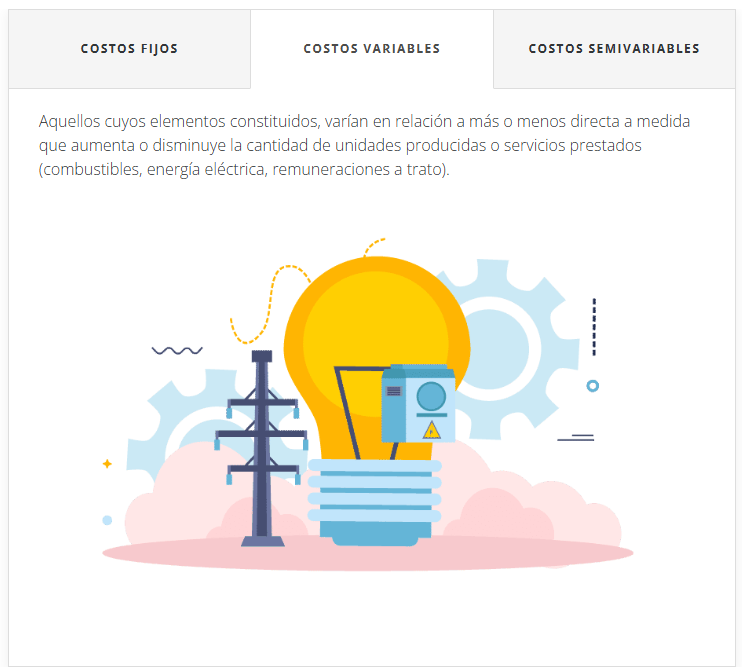 COSTOS FIJOS
COSTOS VARIABLES
COSTOS SEMIVARIABLES
Aquellos cuyos elementos constituidos, varían en relación a más o menos directa a medida
que aumenta o disminuye la cantidad de unidades producidas o servicios prestados
(combustibles, energía eléctrica, remuneraciones a trato).